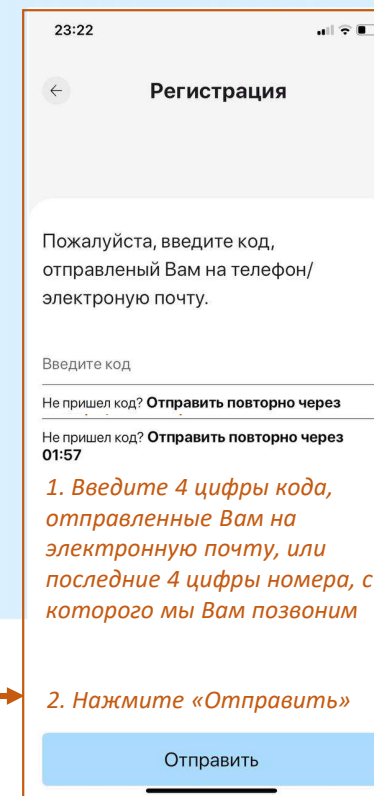 23:22
Регистрация
Пожалуйста, введите код,
отправленый Вам на телефон/
электроную почту.
Введите код
Не пришел код? Отправить повторно через
Не пришел код? Отправить повторно через
01:57
1. Введите 4 цифры кода,
отправленные Вам на
электронную почту, или
последние 4 цифры номера, с
которого мы Вам позвоним
2. Нажмите «Отправить»
Отправить